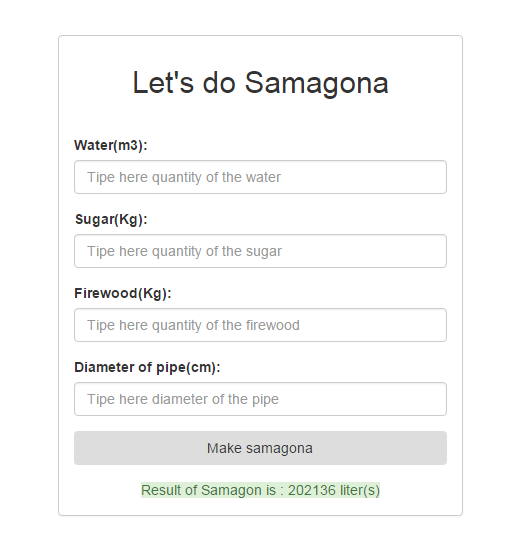 Let's do Samagona
Water(m3):
Tipe here quantity of the water
Sugar(Kg):
Tipe here quantity of the sugar
Firewood(Kg):
Tipe here quantity of the firewood
Diameter of pipe(cm):
Tipe here diameter of the pipe
Make samagona
Result of Samagon is : 202136 liter(s)